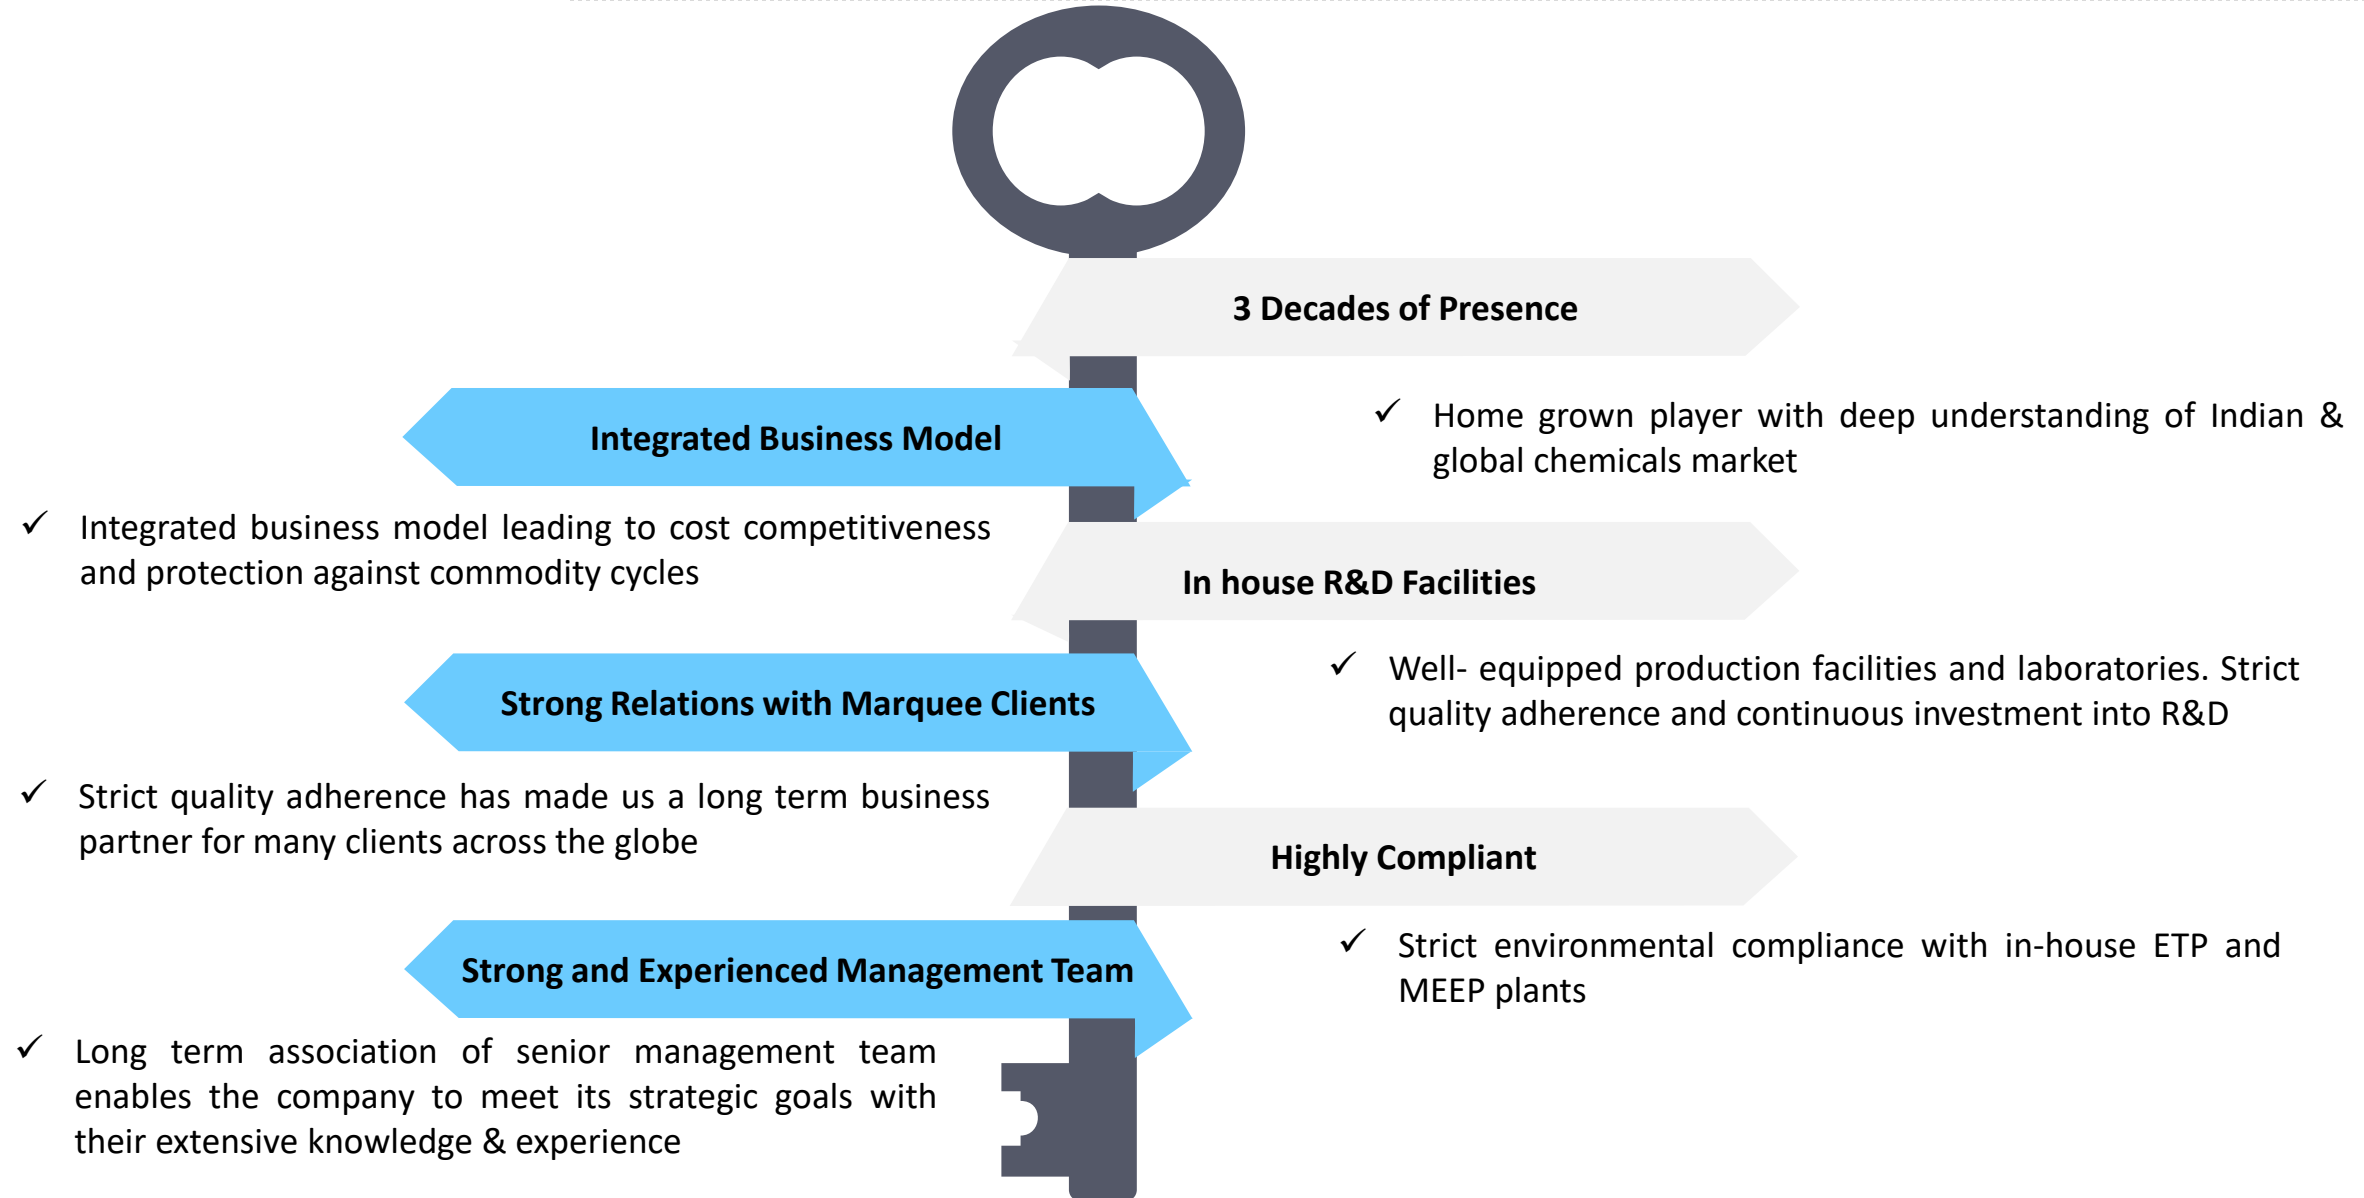 3 Decades of Presence
✓ Home grown player with deep understanding of Indian &
global chemicals market
Integrated Business Model
✓ Integrated business model leading to cost competitiveness
and protection against commodity cycles
In house R&D Facilities
✓ Well- equipped production facilities and laboratories. Strict
quality adherence and continuous investment into R&D
Strong Relations with Marquee Clients
✓ Strict quality adherence has made us a long term business
partner for many clients across the globe
Highly Compliant
✓ Strict environmental compliance with in-house ETP and
MEEP plants
Strong and Experienced Management Team
✓ Long term association of senior management team
enables the company to meet its strategic goals with
their extensive knowledge & experience